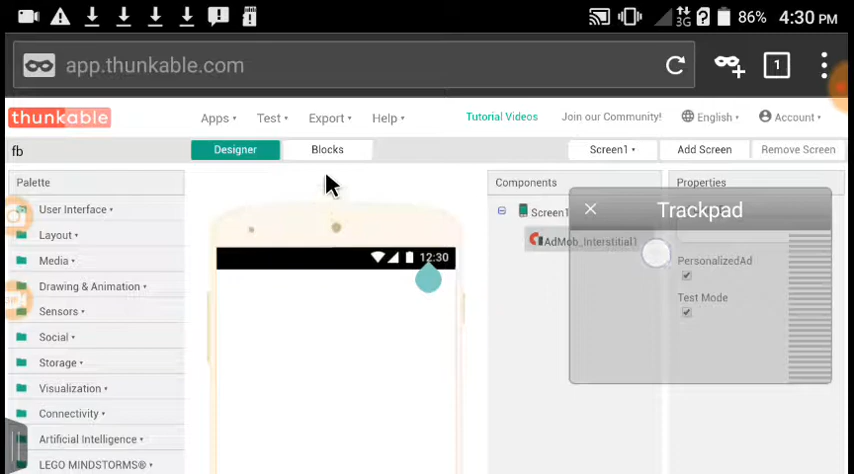 3G 86% 4:30 PM
app.thunkable.com 1
thunkable Apps Test Export Help Tutorial Videos Join our Community! English Account
fb Designer Blocks Screen1 Add Screen Remove Screen
Palette Components Properties
User Interface
Layout
Media
Drawing & Animation
Sensors
Social
Storage
Visualization
Connectivity
Artificial Intelligence
LEGO MINDSTORMS®
12:30
Screen1
AdMob_Interstitial1
Trackpad
PersonalizedAd
Test Mode